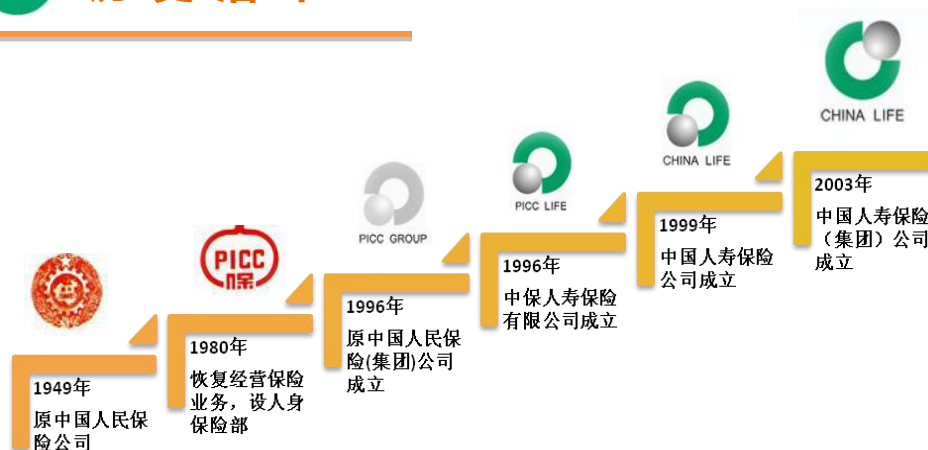 CHINA LIFE
CHINA LIFE
PICC LIFE
PICC GROUP
PICC
保
1949年
原中国人民保
险公司
1980年
恢复经营保险
业务，设人身
保险部
1996年
原中国人民保
险(集团)公司
成立
1996年
中保人寿保险
有限公司成立
1999年
中国人寿保险
公司成立
2003年
中国人寿保险
（集团）公司
成立